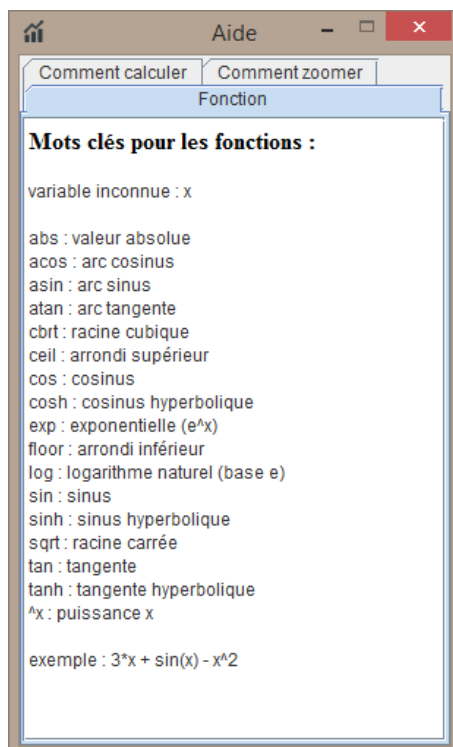 Aide
Comment calculer
Comment zoomer
Fonction
Mots clés pour les fonctions :
variable inconnue : x
abs : valeur absolue
acos : arc cosinus
asin : arc sinus
atan : arc tangente
cbrt : racine cubique
ceil : arrondi supérieur
cos : cosinus
cosh : cosinus hyperbolique
exp : exponentielle (e^x)
floor : arrondi inférieur
log : logarithme naturel (base e)
sin : sinus
sinh : sinus hyperbolique
sqrt : racine carrée
tan : tangente
tanh : tangente hyperbolique
^x : puissance x
exemple : 3*x + sin(x) - x^2